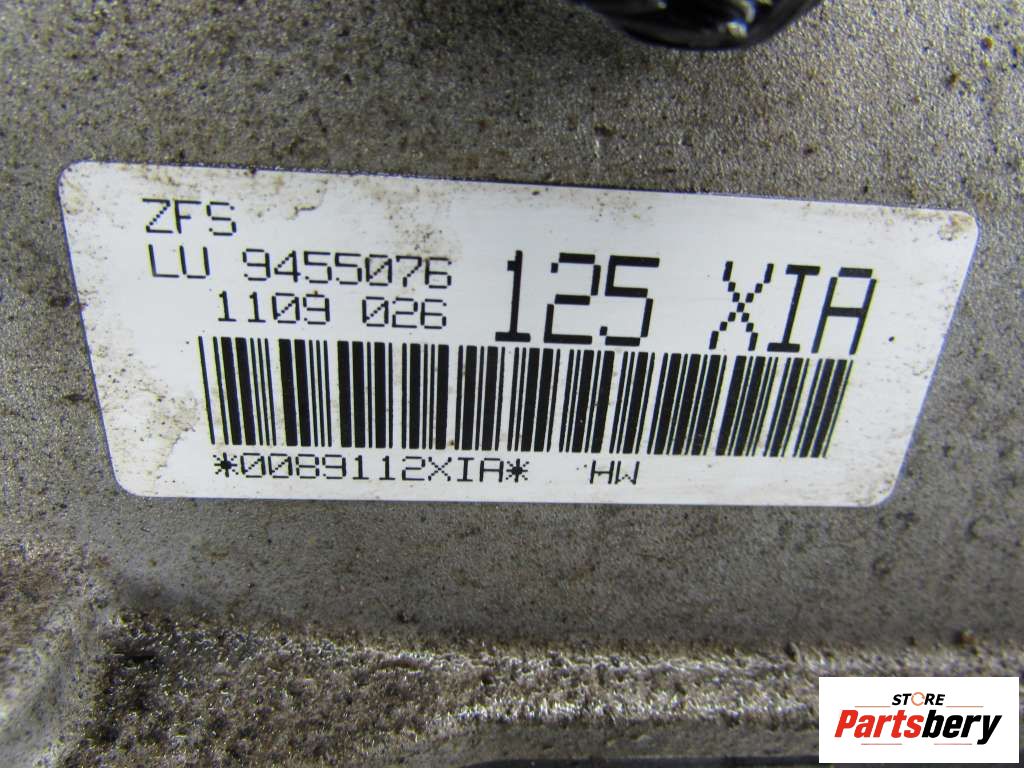 ZFS
LU 9455076
1109 026
125 XIA
*0089112XIA* HW
STORE
Partsbery